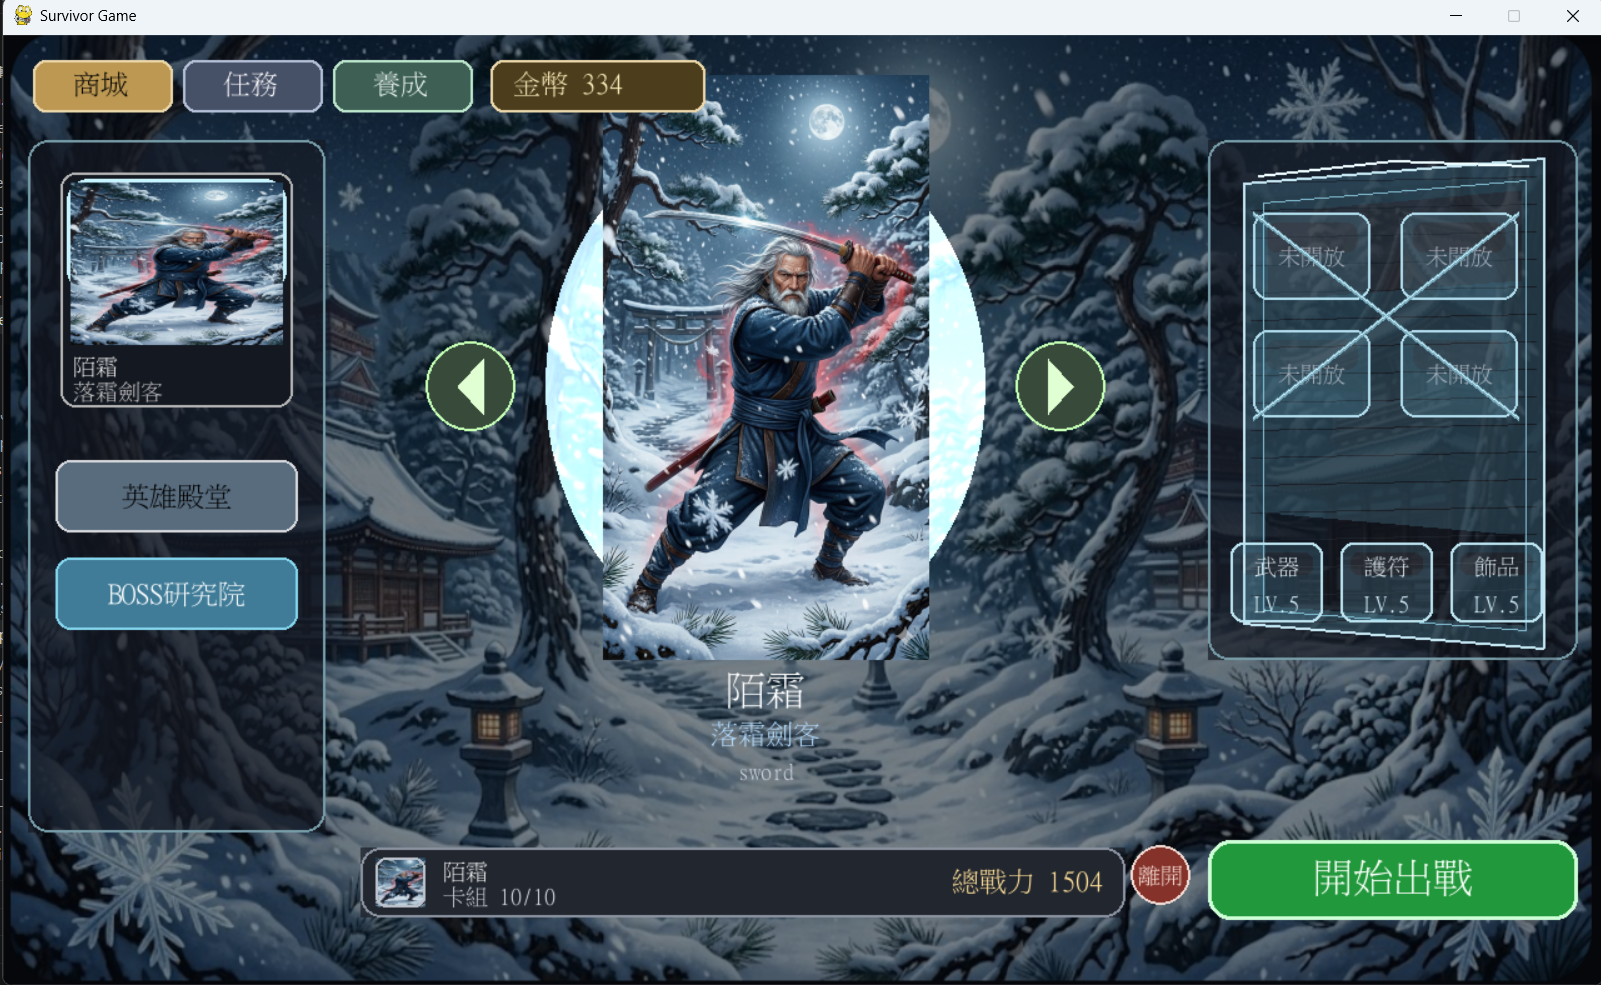 Survivor Game
商城
任務
養成
金幣 334
陌霜
落霜劍客
英雄殿堂
BOSS研究院
陌霜
落霜劍客
sword
未開放
未開放
未開放
未開放
武器
LV.5
護符
LV.5
飾品
LV.5
陌霜
卡組 10/10
總戰力 1504
離開
開始出戰